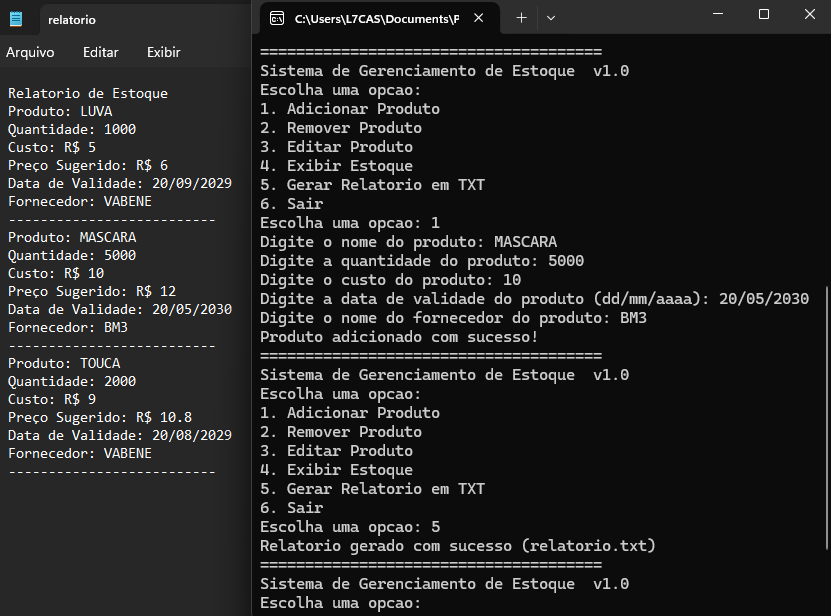 relatorio
Arquivo Editar Exibir
Relatorio de Estoque
Produto: LUVA
Quantidade: 1000
Custo: R$ 5
Preço Sugerido: R$ 6
Data de Validade: 20/09/2029
Fornecedor: VABENE
--------------------------
Produto: MASCARA
Quantidade: 5000
Custo: R$ 10
Preço Sugerido: R$ 12
Data de Validade: 20/05/2030
Fornecedor: BM3
--------------------------
Produto: TOUCA
Quantidade: 2000
Custo: R$ 9
Preço Sugerido: R$ 10.8
Data de Validade: 20/08/2029
Fornecedor: VABENE
--------------------------
C:\Users\L7CAS\Documents\P
======================================
Sistema de Gerenciamento de Estoque  v1.0
Escolha uma opcao:
1. Adicionar Produto
2. Remover Produto
3. Editar Produto
4. Exibir Estoque
5. Gerar Relatorio em TXT
6. Sair
Escolha uma opcao: 1
Digite o nome do produto: MASCARA
Digite a quantidade do produto: 5000
Digite o custo do produto: 10
Digite a data de validade do produto (dd/mm/aaaa): 20/05/2030
Digite o nome do fornecedor do produto: BM3
Produto adicionado com sucesso!
======================================
Sistema de Gerenciamento de Estoque  v1.0
Escolha uma opcao:
1. Adicionar Produto
2. Remover Produto
3. Editar Produto
4. Exibir Estoque
5. Gerar Relatorio em TXT
6. Sair
Escolha uma opcao: 5
Relatorio gerado com sucesso (relatorio.txt)
======================================
Sistema de Gerenciamento de Estoque  v1.0
Escolha uma opcao: